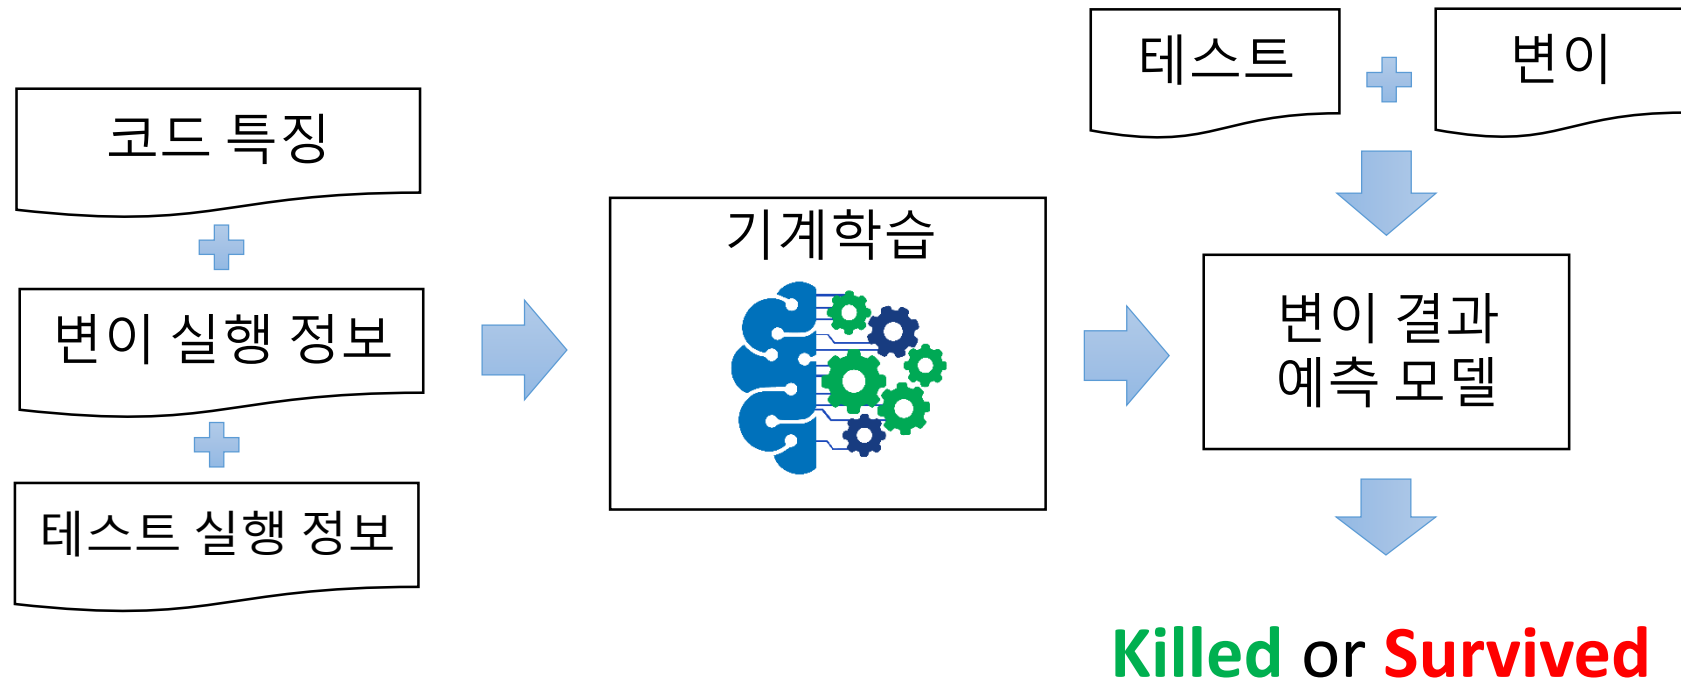 코드 특징
변이 실행 정보
테스트 실행 정보
기계학습
테스트
변이
변이 결과
예측 모델
Killed or Survived